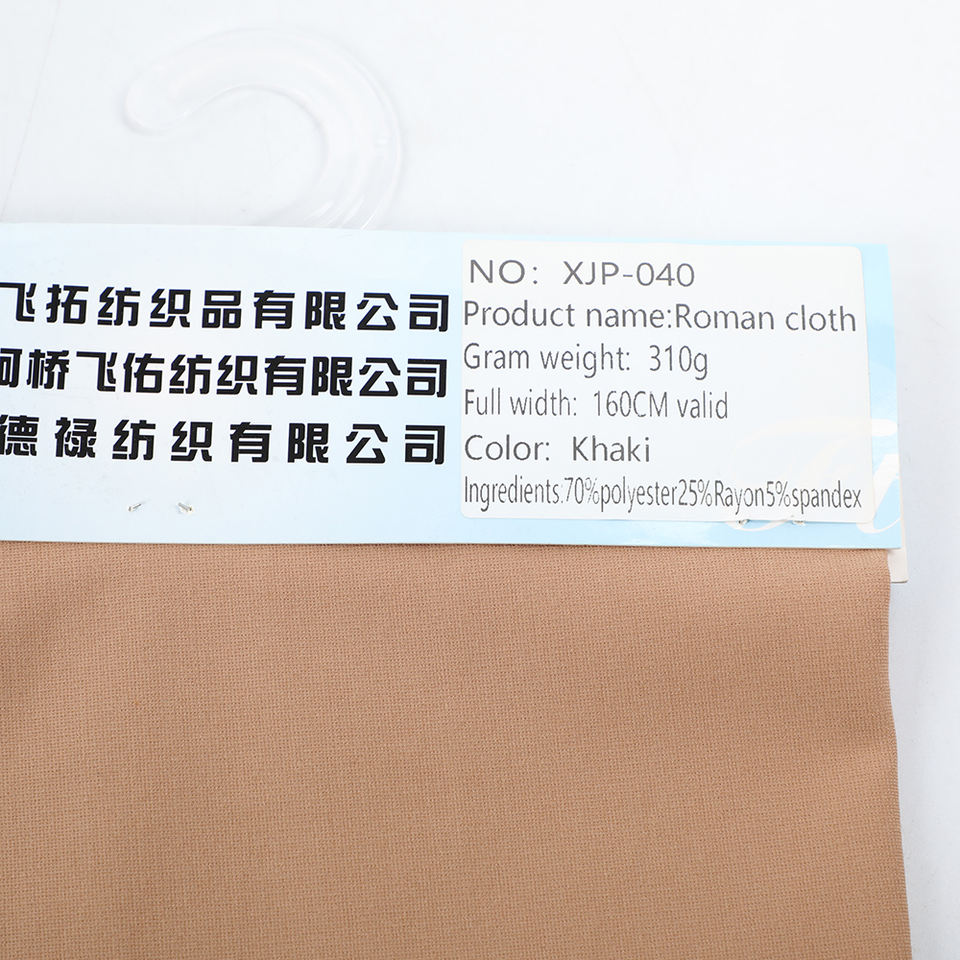 飞拓纺织品有限公司
柯桥飞佑纺织有限公司
德禄纺织有限公司
NO: XJP-040
Product name:Roman cloth
Gram weight: 310g
Full width: 160CM valid
Color: Khaki
Ingredients:70%polyester25%Rayon5%spandex